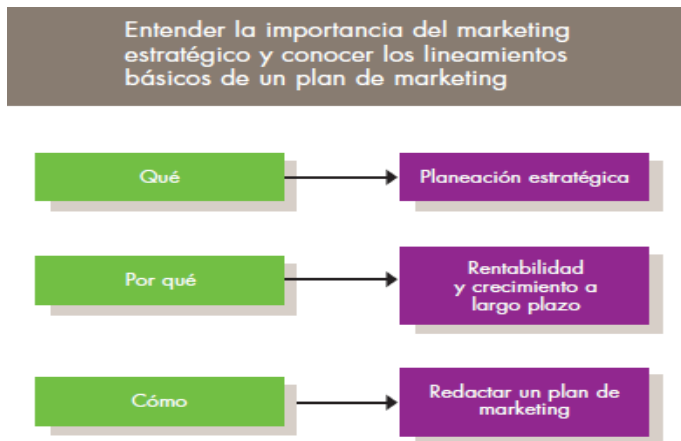 Entender la importancia del marketing
estratégico y conocer los lineamientos
básicos de un plan de marketing
Qué
Planeación estratégica
Por qué
Rentabilidad
y crecimiento a
largo plazo
Cómo
Redactar un plan de
marketing